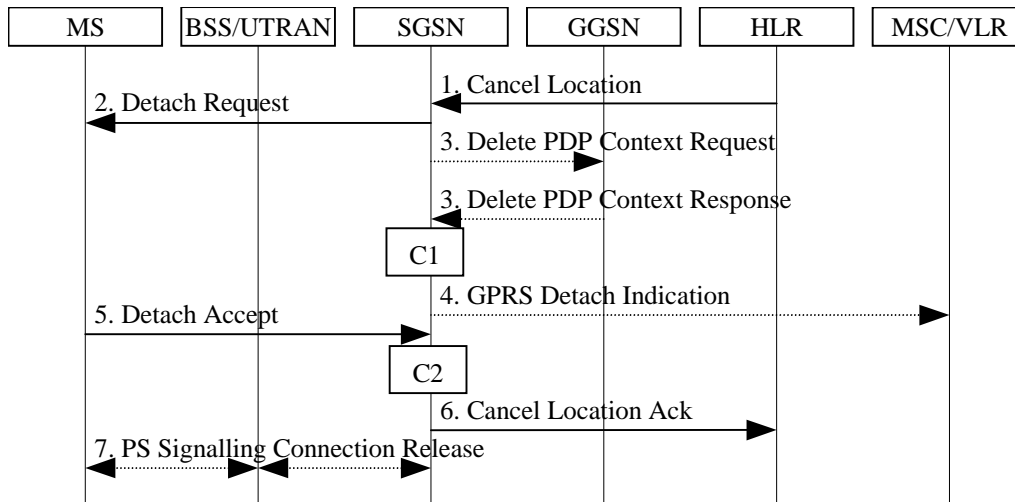 MS BSS/UTRAN SGSN GGSN HLR MSC/VLR
1. Cancel Location
2. Detach Request
3. Delete PDP Context Request
3. Delete PDP Context Response
C1
4. GPRS Detach Indication
5. Detach Accept
C2
6. Cancel Location Ack
7. PS Signalling Connection Release